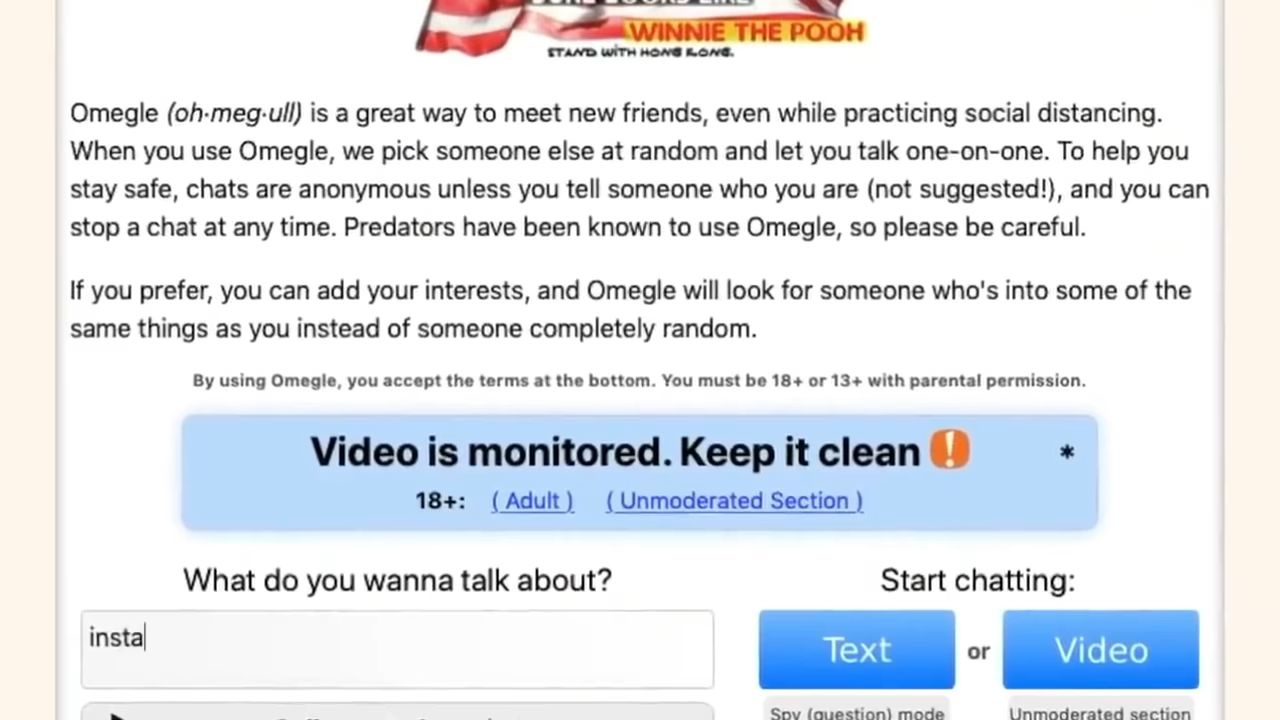 WINNIE THE POOH
STAND WITH HONG KONG.
Omegle (oh·meg·ull) is a great way to meet new friends, even while practicing social distancing.
When you use Omegle, we pick someone else at random and let you talk one-on-one. To help you
stay safe, chats are anonymous unless you tell someone who you are (not suggested!), and you can
stop a chat at any time. Predators have been known to use Omegle, so please be careful.
If you prefer, you can add your interests, and Omegle will look for someone who's into some of the
same things as you instead of someone completely random.
By using Omegle, you accept the terms at the bottom. You must be 18+ or 13+ with parental permission.
Video is monitored. Keep it clean ! *
18+: ( Adult ) ( Unmoderated Section )
What do you wanna talk about? Start chatting:
insta Text or Video
Spy (question) mode Unmoderated section